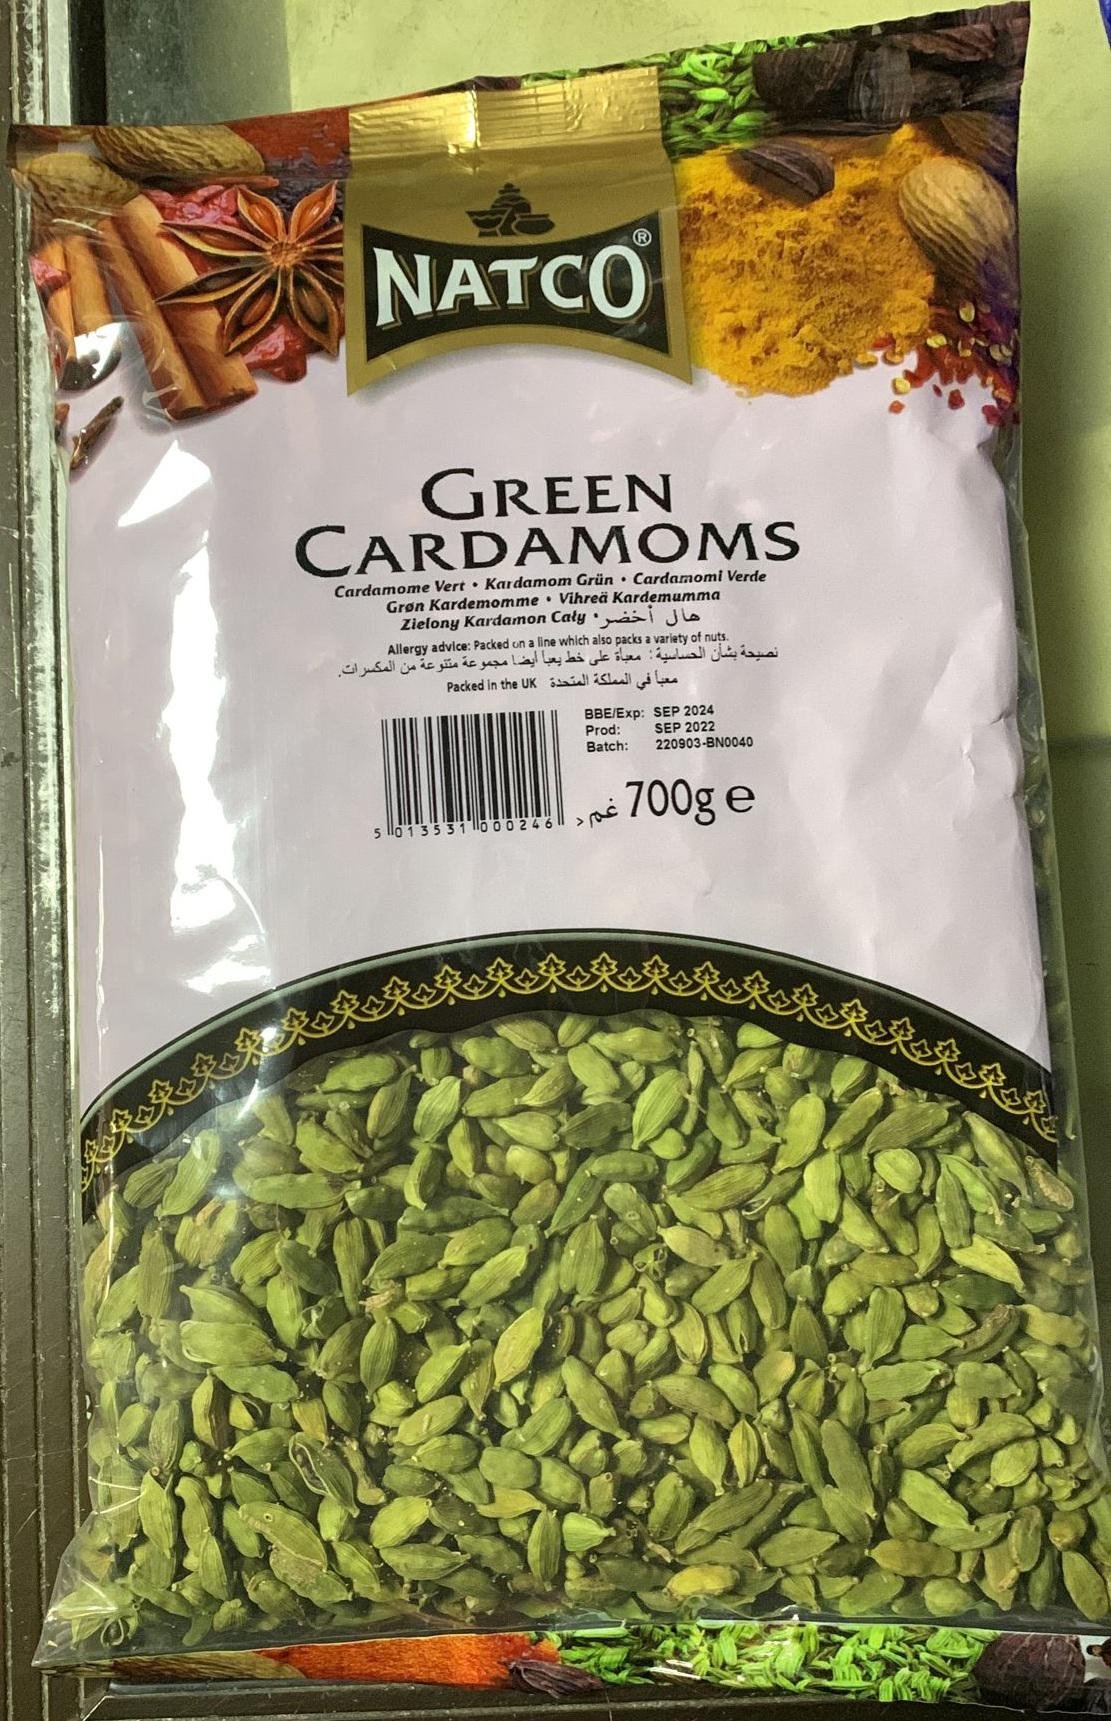 NATCO®
GREEN
CARDAMOMS
Cardamome Vert • Kardamom Grün • Cardamomi Verde
Grøn Kardemomme • Vihreä Kardemumma
Zielony Kardamon Cały • هال أخضر
Allergy advice: Packed on a line which also packs a variety of nuts.
نصيحة بشأن الحساسية : معبأة على خط يعبأ أيضا مجموعة متنوعة من المكسرات.
Packed in the UK معبأ في المملكة المتحدة
BBE/Exp: SEP 2024
Prod: SEP 2022
Batch: 220903-BN0040
5 013531 000246 >
غم 700g e